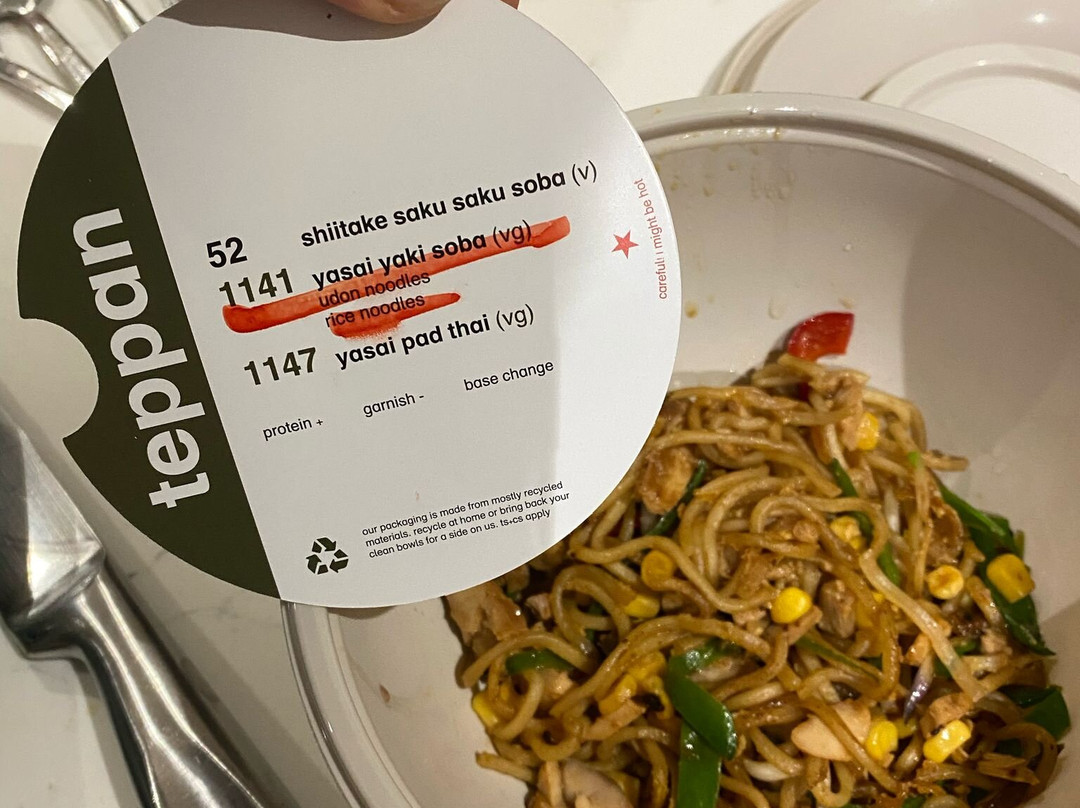 teppan
52 shiitake saku saku soba (v)
1141 yasai yaki soba (vg)
udon noodles
rice noodles
1147 yasai pad thai (vg)
protein + garnish - base change
our packaging is made from mostly recycled
materials. recycle at home or bring back your
clean bowls for a side on us. ts+cs apply
careful! i might be hot